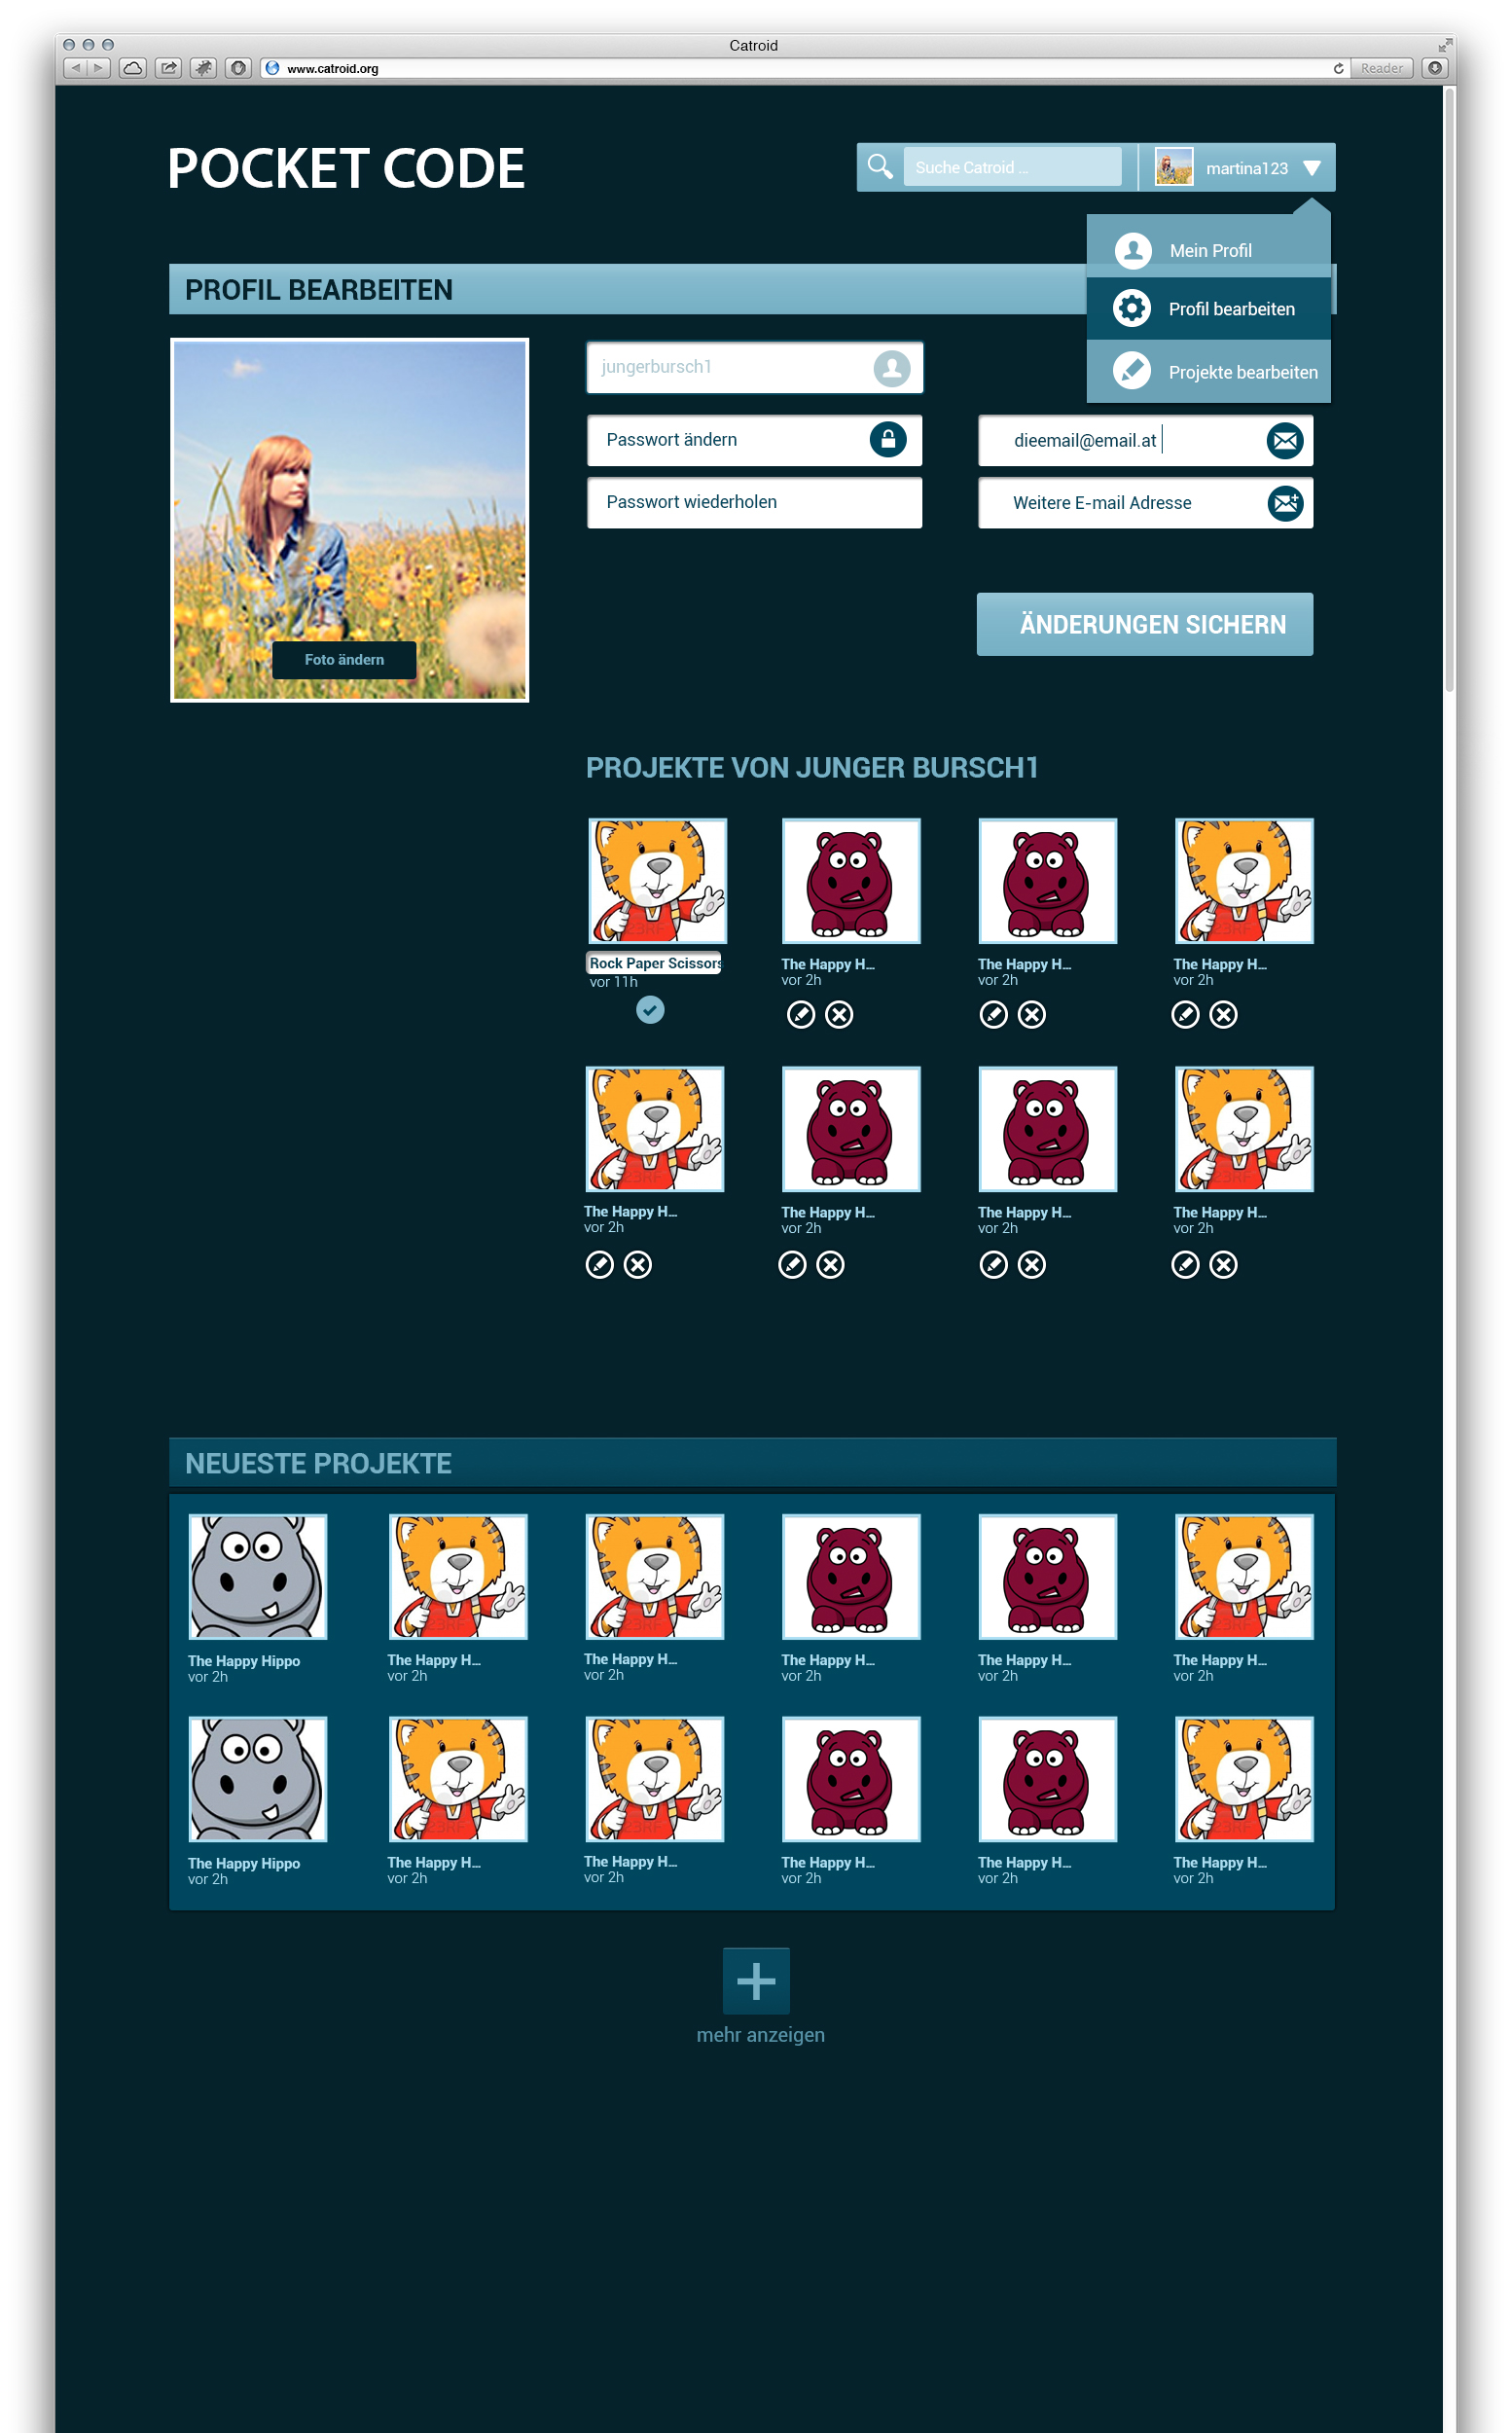 Catroid
www.catroid.org
Reader
POCKET CODE
Suche Catroid ...
martina123
Mein Profil
PROFIL BEARBEITEN
Profil bearbeiten
jungerbursch1
Projekte bearbeiten
Passwort ändern
dieemail@email.at
Passwort wiederholen
Weitere E-mail Adresse
ÄNDERUNGEN SICHERN
Foto ändern
PROJEKTE VON JUNGER BURSCH1
Rock Paper Scissors
vor 11h
The Happy H...
vor 2h
The Happy H...
vor 2h
The Happy H...
vor 2h
The Happy H...
vor 2h
The Happy H...
vor 2h
The Happy H...
vor 2h
The Happy H...
vor 2h
NEUESTE PROJEKTE
The Happy Hippo
vor 2h
The Happy H...
vor 2h
The Happy H...
vor 2h
The Happy H...
vor 2h
The Happy H...
vor 2h
The Happy H...
vor 2h
The Happy Hippo
vor 2h
The Happy H...
vor 2h
The Happy H...
vor 2h
The Happy H...
vor 2h
The Happy H...
vor 2h
The Happy H...
vor 2h
mehr anzeigen